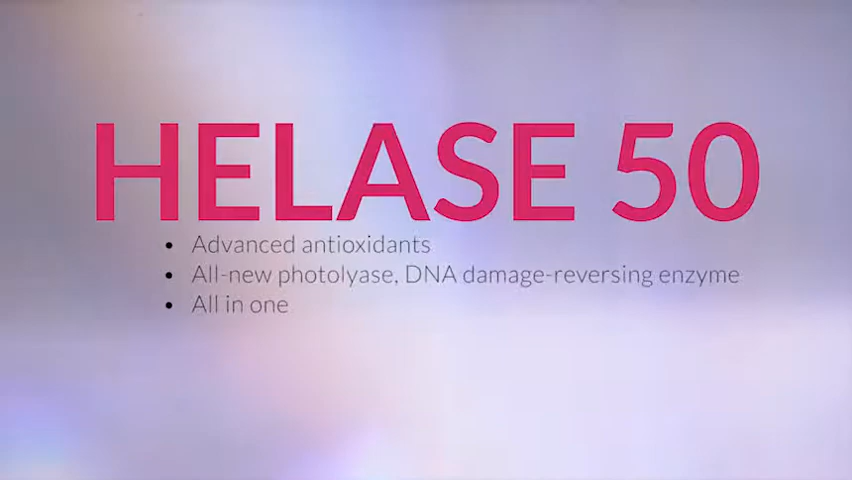 HELASE 50
• Advanced antioxidants
• All-new photolyase, DNA damage-reversing enzyme
• All in one